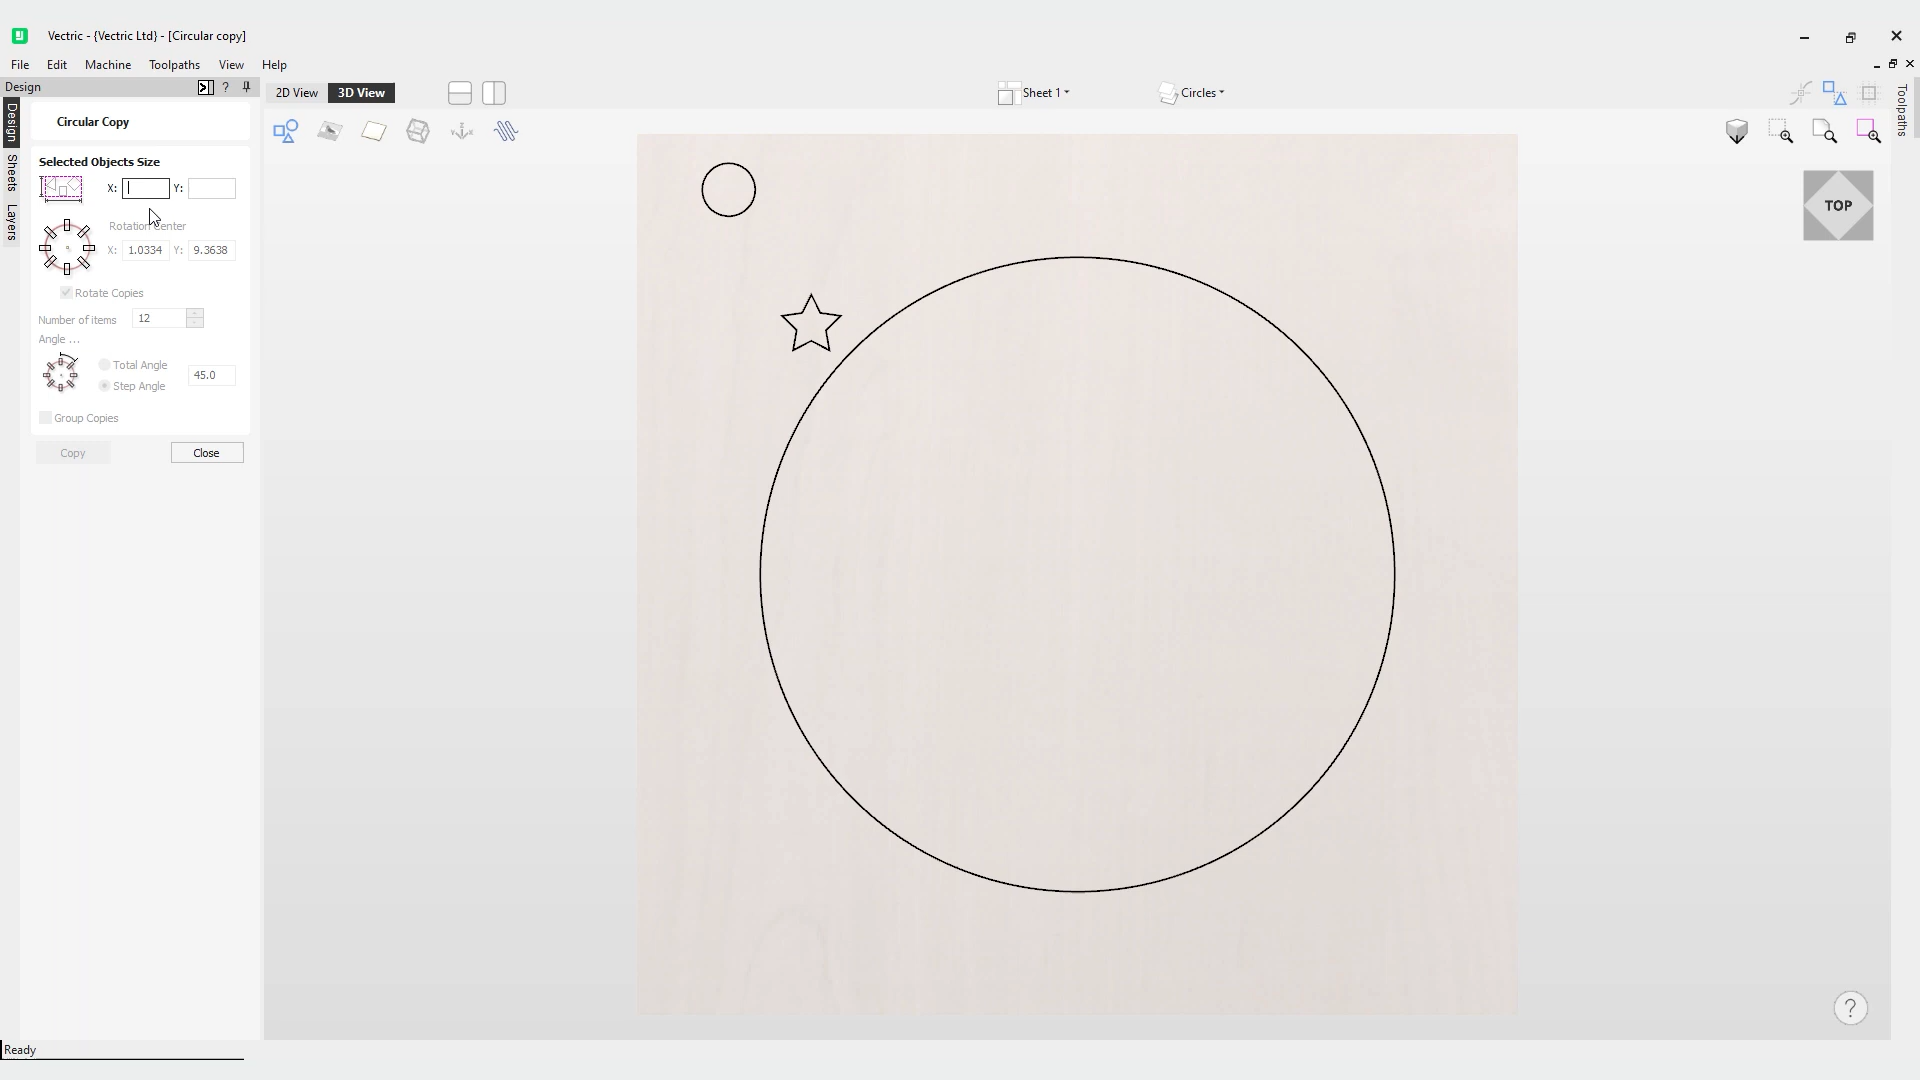 Vectric - {Vectric Ltd} - [Circular copy]
File Edit Machine Toolpaths View Help
Design ?
2D View 3D View Sheet 1 Circles
Toolpaths
Design
Sheets
Layers
Circular Copy
Selected Objects Size
X: Y:
Rotation Center
X: 1.0334 Y: 9.3638
Rotate Copies
Number of items 12
Angle ...
Total Angle
Step Angle
45.0
Group Copies
Copy Close
TOP
?
Ready